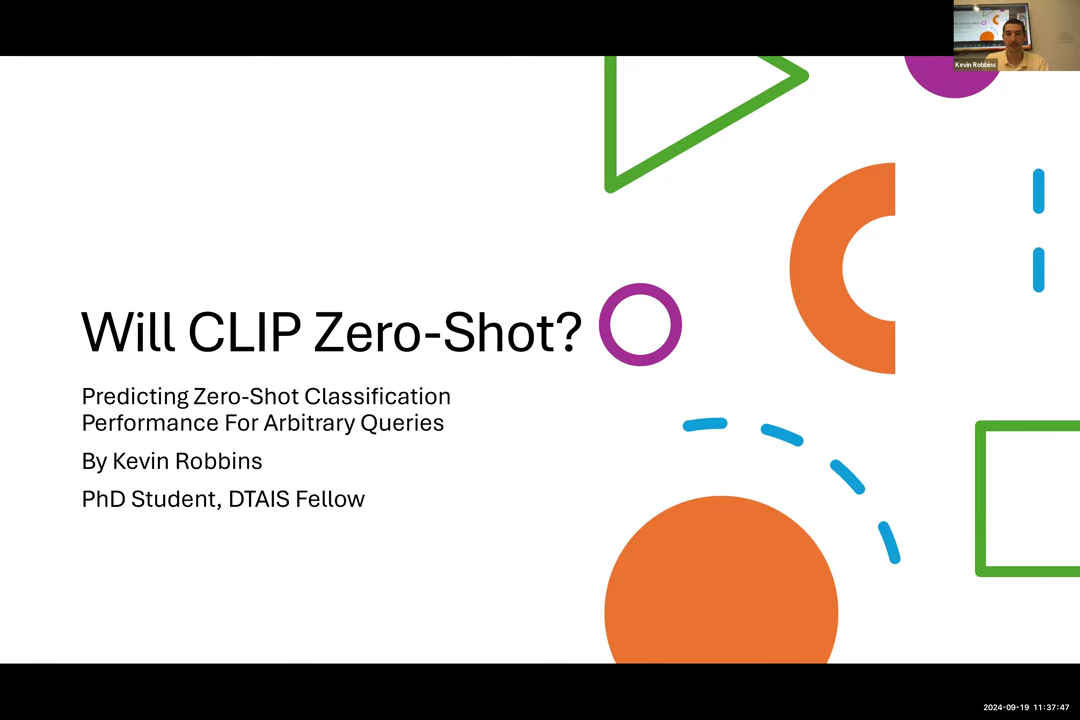 Kevin Robbins
Will CLIP Zero-Shot?
Predicting Zero-Shot Classification
Performance For Arbitrary Queries
By Kevin Robbins
PhD Student, DTAIS Fellow
2024-09-19 11:37:47